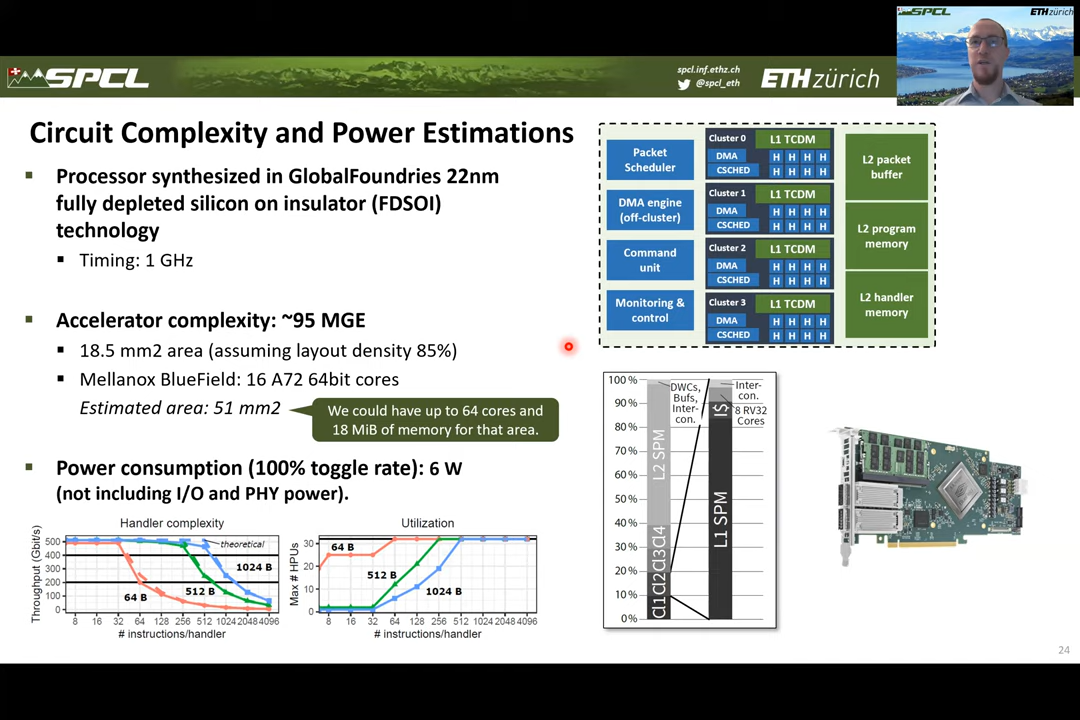 SPCL
ETHzürich
SPCL
spcl.inf.ethz.ch
@spcl_eth
ETHzürich
Circuit Complexity and Power Estimations
Processor synthesized in GlobalFoundries 22nm
fully depleted silicon on insulator (FDSOI)
technology
Timing: 1 GHz
Accelerator complexity: ~95 MGE
18.5 mm2 area (assuming layout density 85%)
Mellanox BlueField: 16 A72 64bit cores
Estimated area: 51 mm2
We could have up to 64 cores and
18 MiB of memory for that area.
Power consumption (100% toggle rate): 6 W
(not including I/O and PHY power).
Handler complexity
Throughput (Gbit/s)
500
400
300
200
100
0
theoretical
1024 B
512 B
64 B
8 16 32 64 128 256 512 1024 2048 4096
# instructions/handler
Utilization
Max # HPUs
30
20
10
0
64 B
512 B
1024 B
8 16 32 64 128 256 512 1024 2048 4096
# instructions/handler
Packet
Scheduler
DMA engine
(off-cluster)
Command
unit
Monitoring &
control
Cluster 0
L1 TCDM
DMA
H H H H
CSCHED
H H H H
Cluster 1
L1 TCDM
DMA
H H H H
CSCHED
H H H H
Cluster 2
L1 TCDM
DMA
H H H H
CSCHED
H H H H
Cluster 3
L1 TCDM
DMA
H H H H
CSCHED
H H H H
L2 packet
buffer
L2 program
memory
L2 handler
memory
100 %
90 %
80 %
70 %
60 %
50 %
40 %
30 %
20 %
10 %
0 %
DWCs,
Bufs,
Inter-
con.
L2 SPM
Cl1Cl2Cl3Cl4
Inter-
con.
I$
8 RV32
Cores
L1 SPM
24